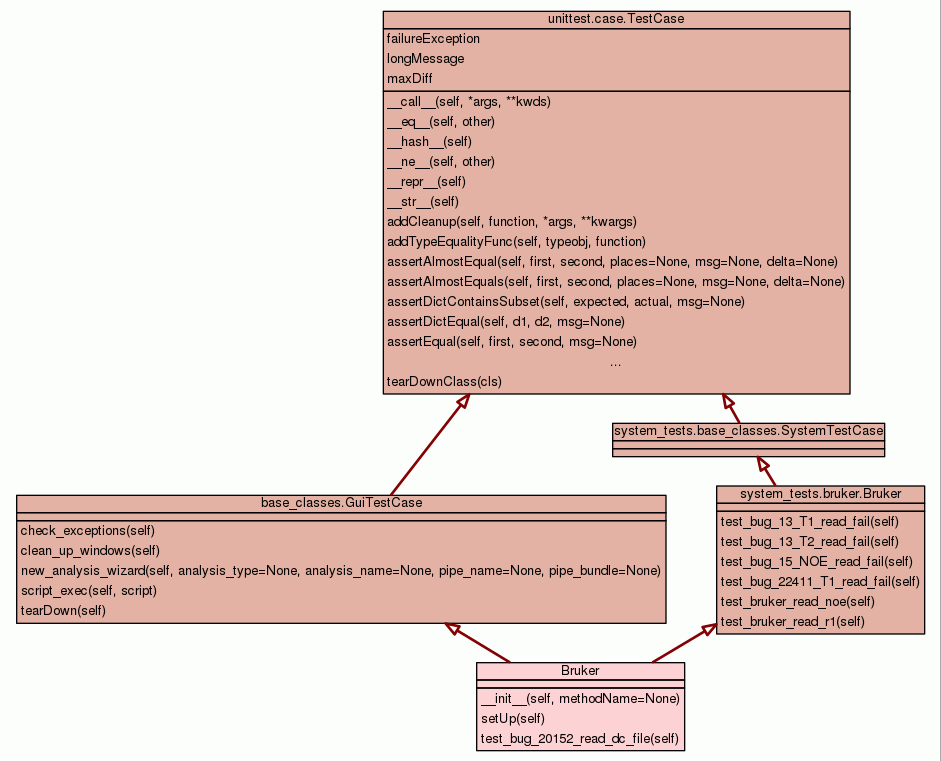 unittest.case.TestCase
failureException
longMessage
maxDiff
__call__(self, *args, **kwds)
__eq__(self, other)
__hash__(self)
__ne__(self, other)
__repr__(self)
__str__(self)
addCleanup(self, function, *args, **kwargs)
addTypeEqualityFunc(self, typeobj, function)
assertAlmostEqual(self, first, second, places=None, msg=None, delta=None)
assertAlmostEquals(self, first, second, places=None, msg=None, delta=None)
assertDictContainsSubset(self, expected, actual, msg=None)
assertDictEqual(self, d1, d2, msg=None)
assertEqual(self, first, second, msg=None)
...
tearDownClass(cls)
system_tests.base_classes.SystemTestCase
base_classes.GuiTestCase
check_exceptions(self)
clean_up_windows(self)
new_analysis_wizard(self, analysis_type=None, analysis_name=None, pipe_name=None, pipe_bundle=None)
script_exec(self, script)
tearDown(self)
system_tests.bruker.Bruker
test_bug_13_T1_read_fail(self)
test_bug_13_T2_read_fail(self)
test_bug_15_NOE_read_fail(self)
test_bug_22411_T1_read_fail(self)
test_bruker_read_noe(self)
test_bruker_read_r1(self)
Bruker
__init__(self, methodName=None)
setUp(self)
test_bug_20152_read_dc_file(self)